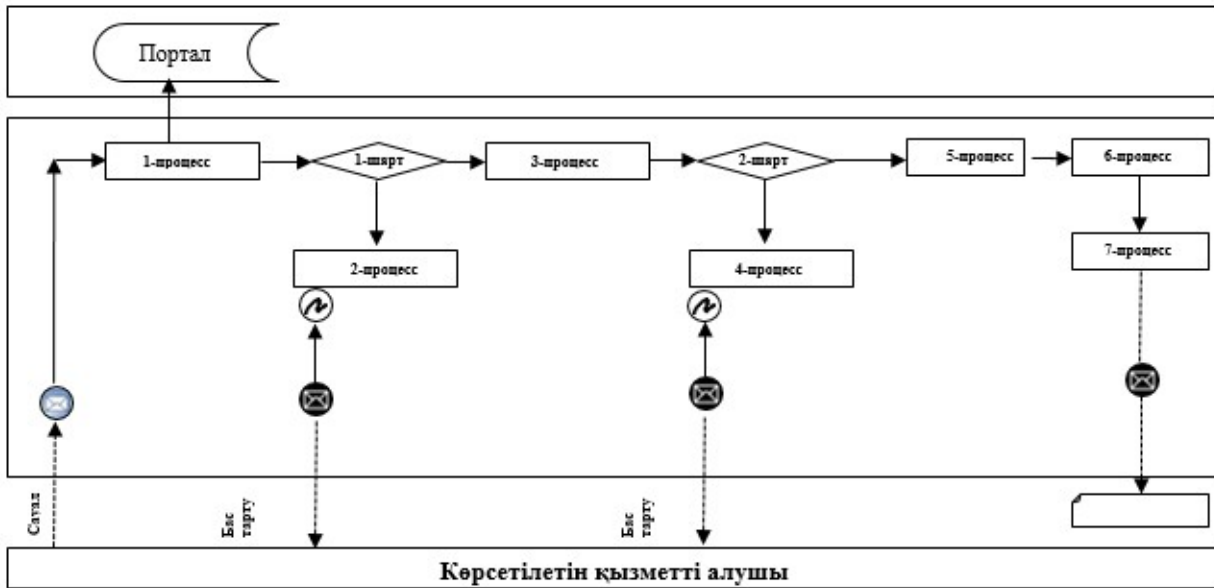 Портал
1-процесс
1-шарт
3-процесс
2-шарт
5-процесс
6-процесс
2-процесс
4-процесс
7-процесс
Сауал
Бас
тарту
Бас
тарту
Көрсетілетін қызметті алушы